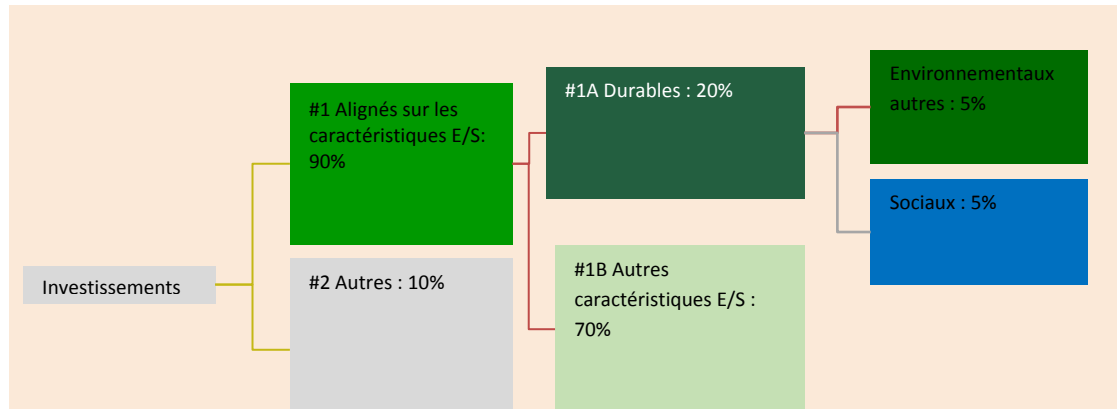 Investissements
#1 Alignés sur les
caractéristiques E/S:
90%
#2 Autres : 10%
#1A Durables : 20%
#1B Autres
caractéristiques E/S :
70%
Environnementaux
autres : 5%
Sociaux : 5%